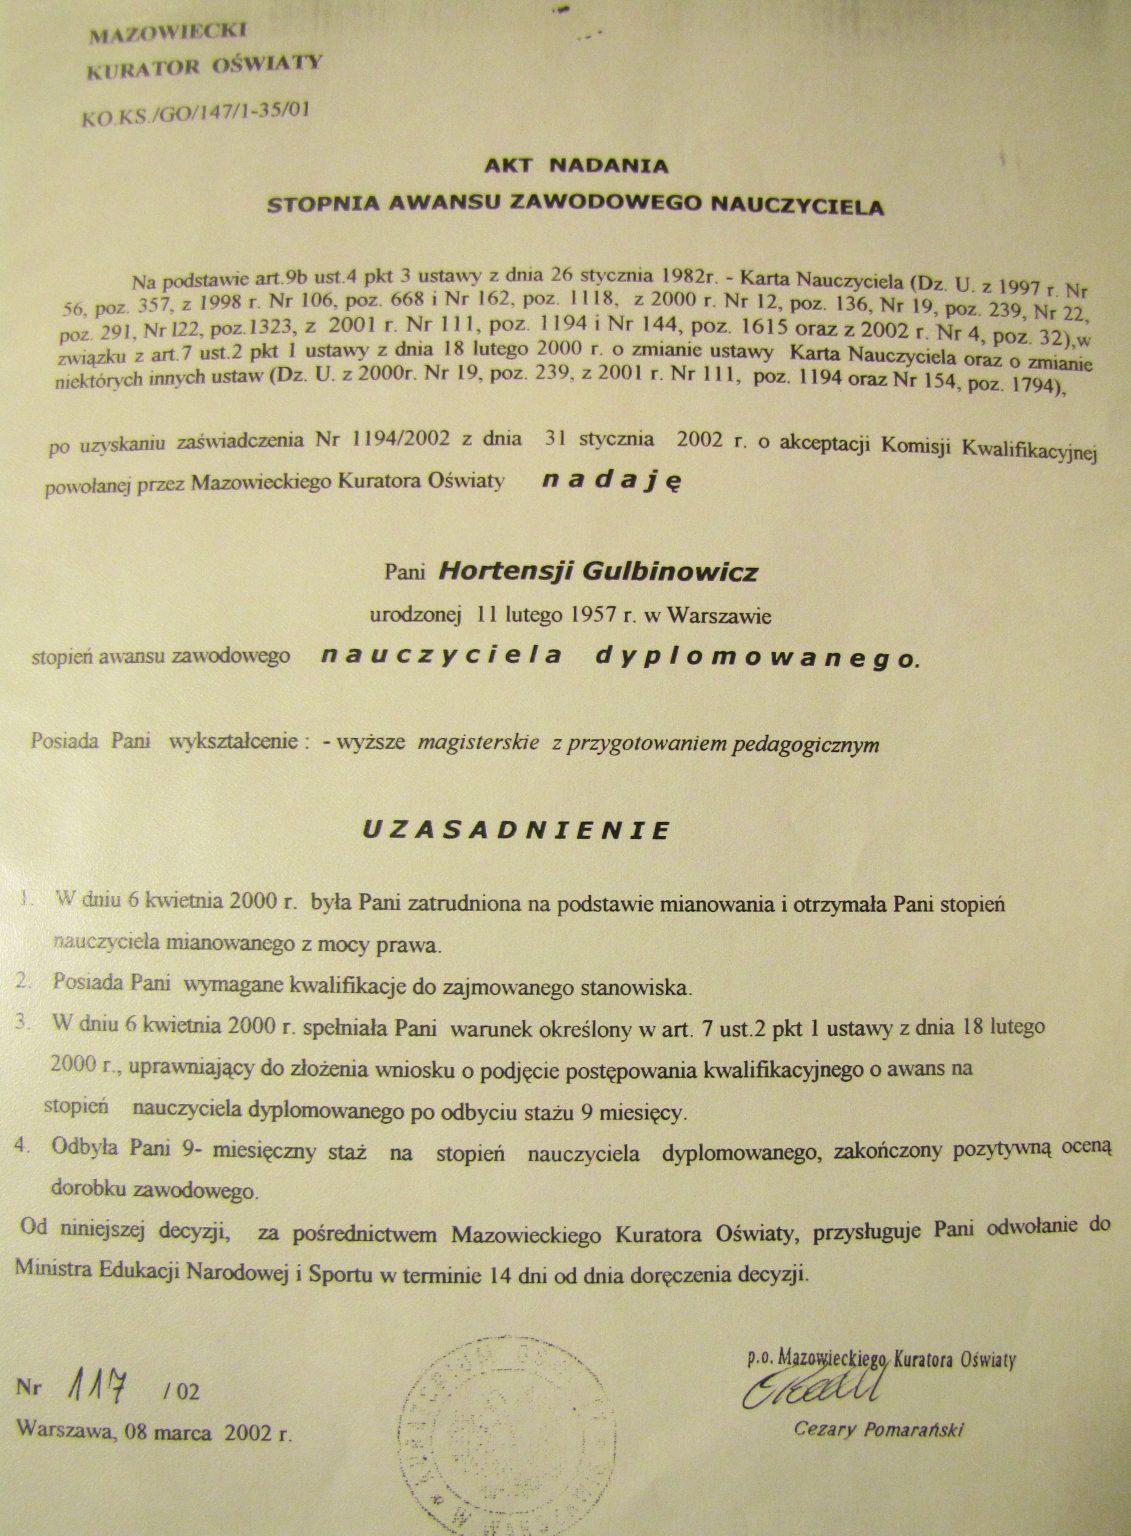 MAZOWIECKI
KURATOR OŚWIATY
KO.KS./GO/147/1-35/01
AKT NADANIA
STOPNIA AWANSU ZAWODOWEGO NAUCZYCIELA
Na podstawie art.9b ust.4 pkt 3 ustawy z dnia 26 stycznia 1982r. - Karta Nauczyciela (Dz. U. z 1997 r. Nr
56, poz. 357, z 1998 r. Nr 106, poz. 668 i Nr 162, poz. 1118, z 2000 r. Nr 12, poz. 136, Nr 19, poz. 239, Nr 22,
poz. 291, Nr 122, poz.1323, z 2001 r. Nr 111, poz. 1194 i Nr 144, poz. 1615 oraz z 2002 r. Nr 4, poz. 32),w
związku z art.7 ust.2 pkt 1 ustawy z dnia 18 lutego 2000 r. o zmianie ustawy Karta Nauczyciela oraz o zmianie
niektórych innych ustaw (Dz. U. z 2000r. Nr 19, poz. 239, z 2001 r. Nr 111, poz. 1194 oraz Nr 154, poz. 1794),
po uzyskaniu zaświadczenia Nr 1194/2002 z dnia 31 stycznia 2002 r. o akceptacji Komisji Kwalifikacyjnej
powołanej przez Mazowieckiego Kuratora Oświaty n a d a j ę
Pani Hortensji Gulbinowicz
urodzonej 11 lutego 1957 r. w Warszawie
stopień awansu zawodowego n a u c z y c i e l a d y p l o m o w a n e g o.
Posiada Pani wykształcenie : - wyższe magisterskie z przygotowaniem pedagogicznym
U Z A S A D N I E N I E
1. W dniu 6 kwietnia 2000 r. była Pani zatrudniona na podstawie mianowania i otrzymała Pani stopień
nauczyciela mianowanego z mocy prawa.
2. Posiada Pani wymagane kwalifikacje do zajmowanego stanowiska.
3. W dniu 6 kwietnia 2000 r. spełniała Pani warunek określony w art. 7 ust.2 pkt 1 ustawy z dnia 18 lutego
2000 r., uprawniający do złożenia wniosku o podjęcie postępowania kwalifikacyjnego o awans na
stopień nauczyciela dyplomowanego po odbyciu stażu 9 miesięcy.
4. Odbyła Pani 9- miesięczny staż na stopień nauczyciela dyplomowanego, zakończony pozytywną oceną
dorobku zawodowego.
Od niniejszej decyzji, za pośrednictwem Mazowieckiego Kuratora Oświaty, przysługuje Pani odwołanie do
Ministra Edukacji Narodowej i Sportu w terminie 14 dni od dnia doręczenia decyzji.
p.o. Mazowieckiego Kuratora Oświaty
Nr 117 / 02
Cezary Pomarański
Warszawa, 08 marca 2002 r.